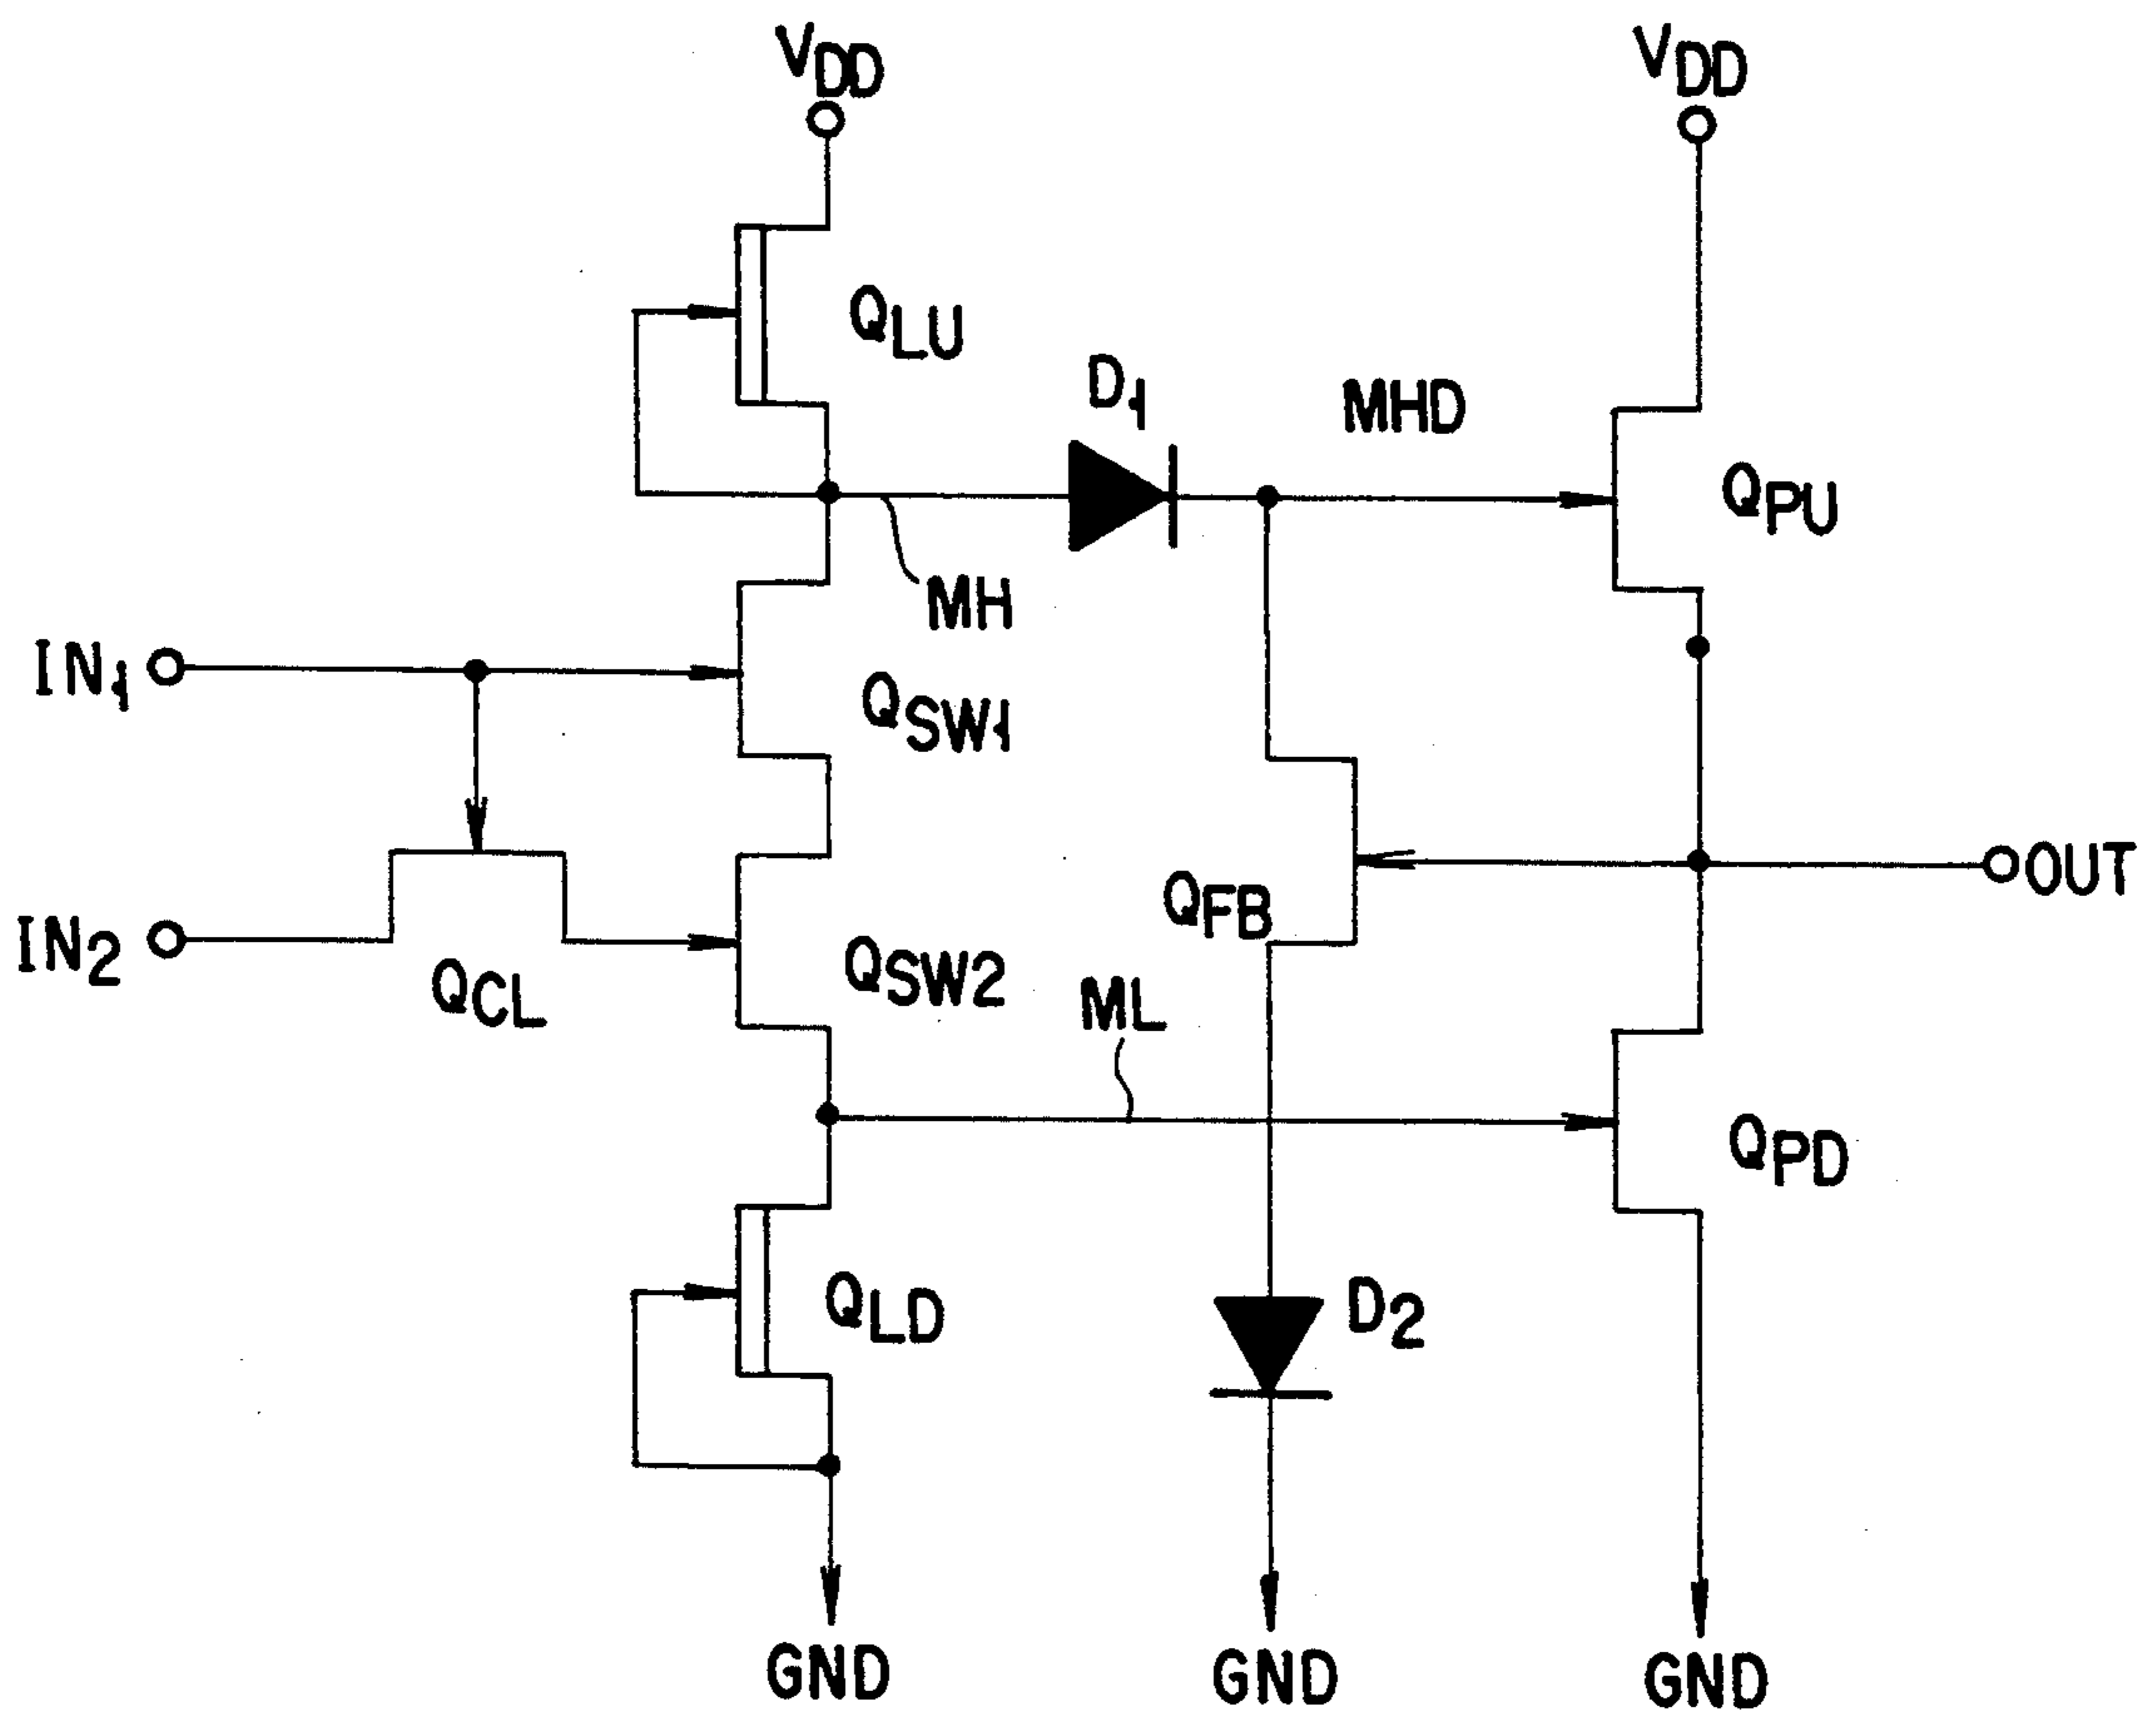 VDD
VDD
QLU
D1
MHD
QPU
MH
IN1
QSW1
OUT
QFB
IN2
QCL
QSW2
ML
QPD
QLD
D2
GND
GND
GND